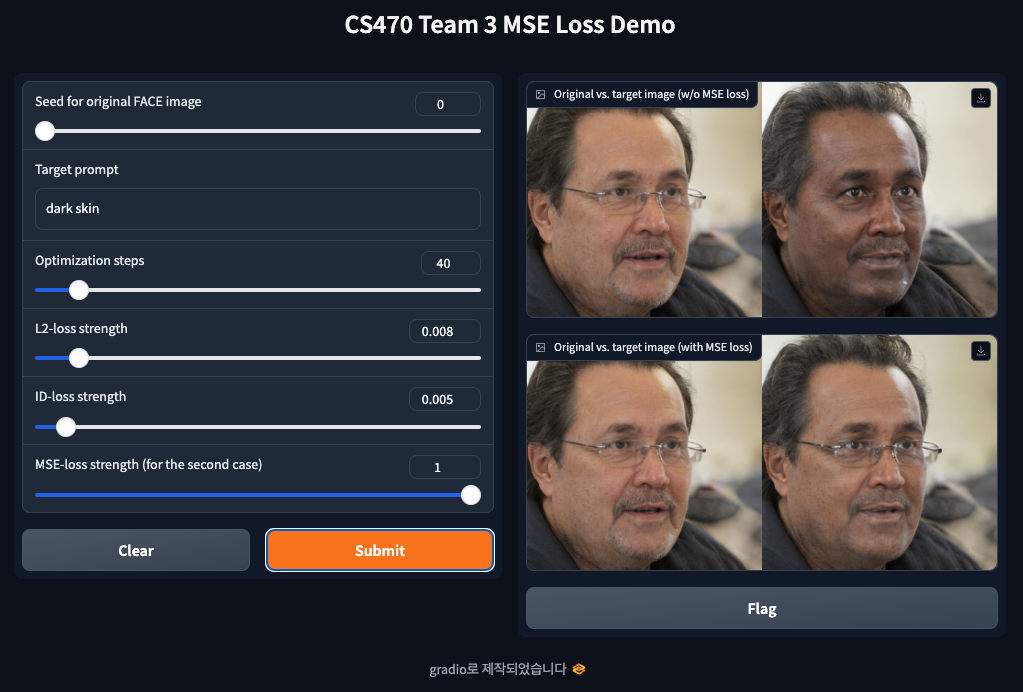 CS470 Team 3 MSE Loss Demo
Seed for original FACE image
0
Target prompt
dark skin
Optimization steps
40
L2-loss strength
0.008
ID-loss strength
0.005
MSE-loss strength (for the second case)
1
Clear
Submit
Original vs. target image (w/o MSE loss)
Original vs. target image (with MSE loss)
Flag
gradio로 제작되었습니다